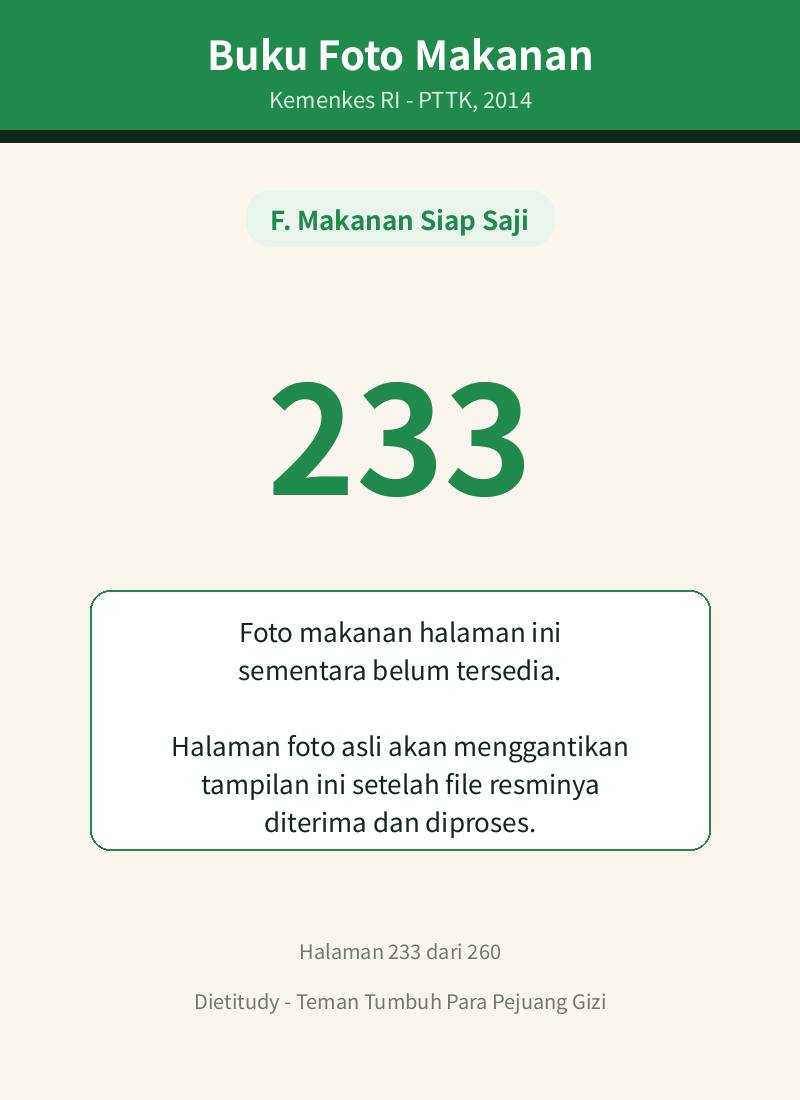 Buku Foto Makanan
Kemenkes RI - PTTK, 2014
F. Makanan Siap Saji
233
Foto makanan halaman ini
sementara belum tersedia.
Halaman foto asli akan menggantikan
tampilan ini setelah file resminya
diterima dan diproses.
Halaman 233 dari 260
Dietitudy - Teman Tumbuh Para Pejuang Gizi